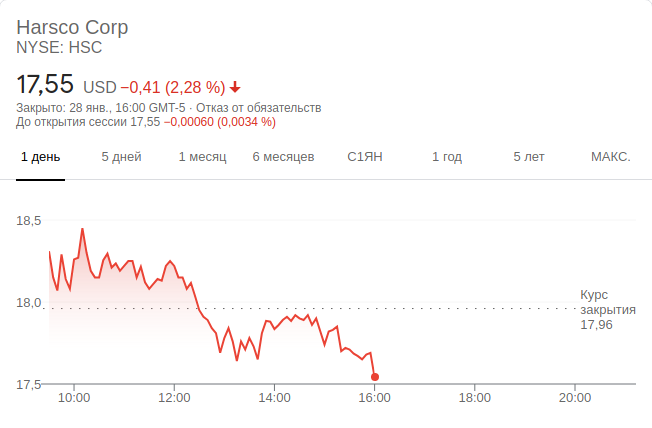 Harsco Corp
NYSE: HSC
17,55 USD −0,41 (2,28 %)
Закрыто: 28 янв., 16:00 GMT-5 · Отказ от обязательств
До открытия сессии 17,55 −0,00060 (0,0034 %)
1 день 5 дней 1 месяц 6 месяцев С1ЯН 1 год 5 лет МАКС.
18,5
18,0
17,5
Курс
закрытия
17,96
10:00 12:00 14:00 16:00 18:00 20:00